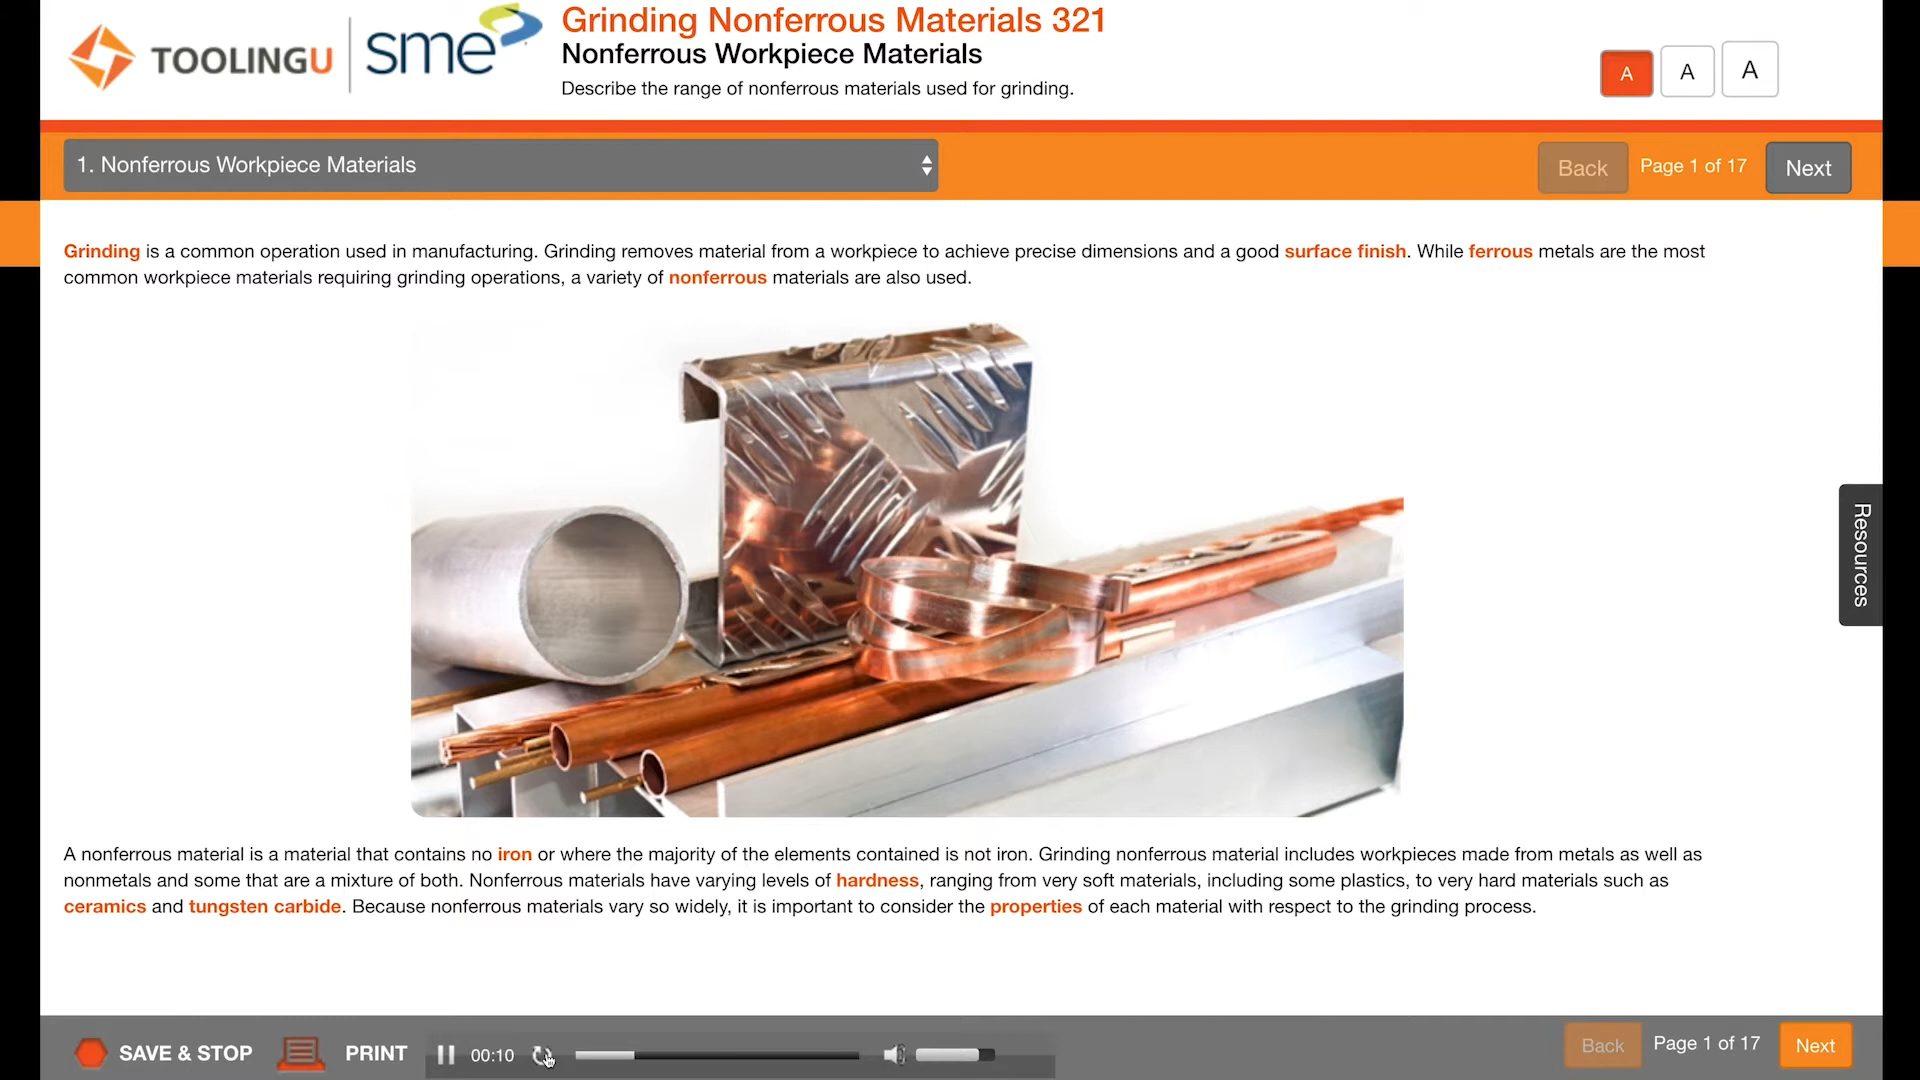 TOOLINGU
sme
Grinding Nonferrous Materials 321
Nonferrous Workpiece Materials
Describe the range of nonferrous materials used for grinding.
A
A
A
1. Nonferrous Workpiece Materials
Back
Page 1 of 17
Next
Grinding is a common operation used in manufacturing. Grinding removes material from a workpiece to achieve precise dimensions and a good surface finish. While ferrous metals are the most
common workpiece materials requiring grinding operations, a variety of nonferrous materials are also used.
Resources
A nonferrous material is a material that contains no iron or where the majority of the elements contained is not iron. Grinding nonferrous material includes workpieces made from metals as well as
nonmetals and some that are a mixture of both. Nonferrous materials have varying levels of hardness, ranging from very soft materials, including some plastics, to very hard materials such as
ceramics and tungsten carbide. Because nonferrous materials vary so widely, it is important to consider the properties of each material with respect to the grinding process.
SAVE & STOP
PRINT
00:10
Back
Page 1 of 17
Next